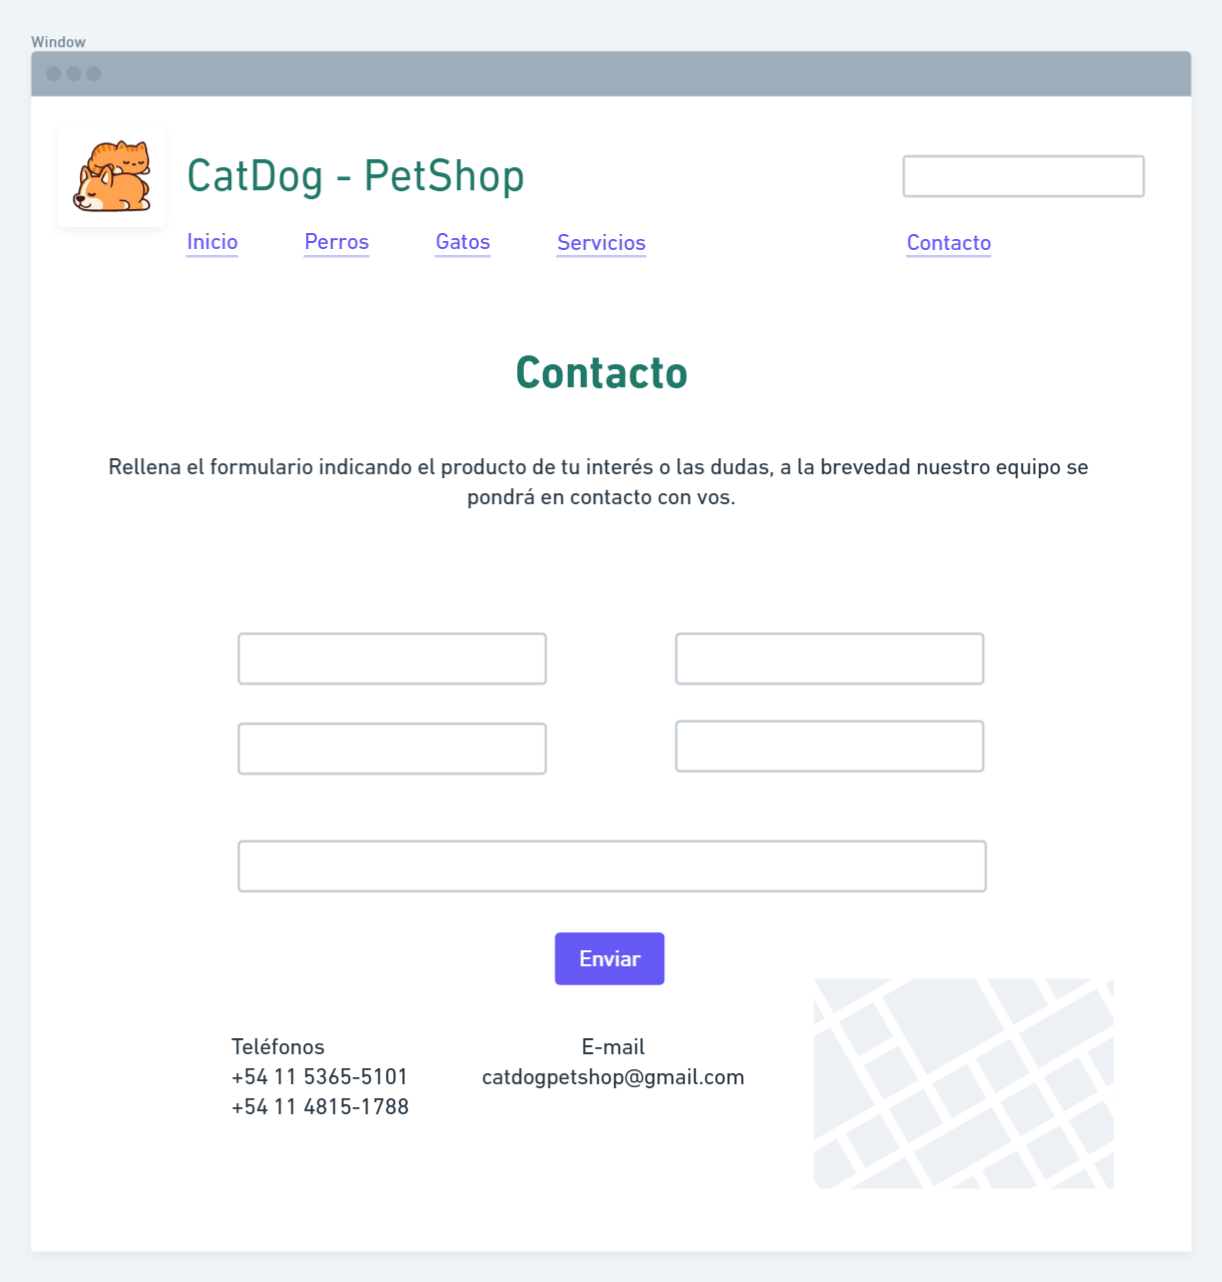 Window
CatDog - PetShop
Inicio
Perros
Gatos
Servicios
Contacto
Contacto
Rellena el formulario indicando el producto de tu interés o las dudas, a la brevedad nuestro equipo se
pondrá en contacto con vos.
Enviar
Teléfonos
+54 11 5365-5101
+54 11 4815-1788
E-mail
catdogpetshop@gmail.com